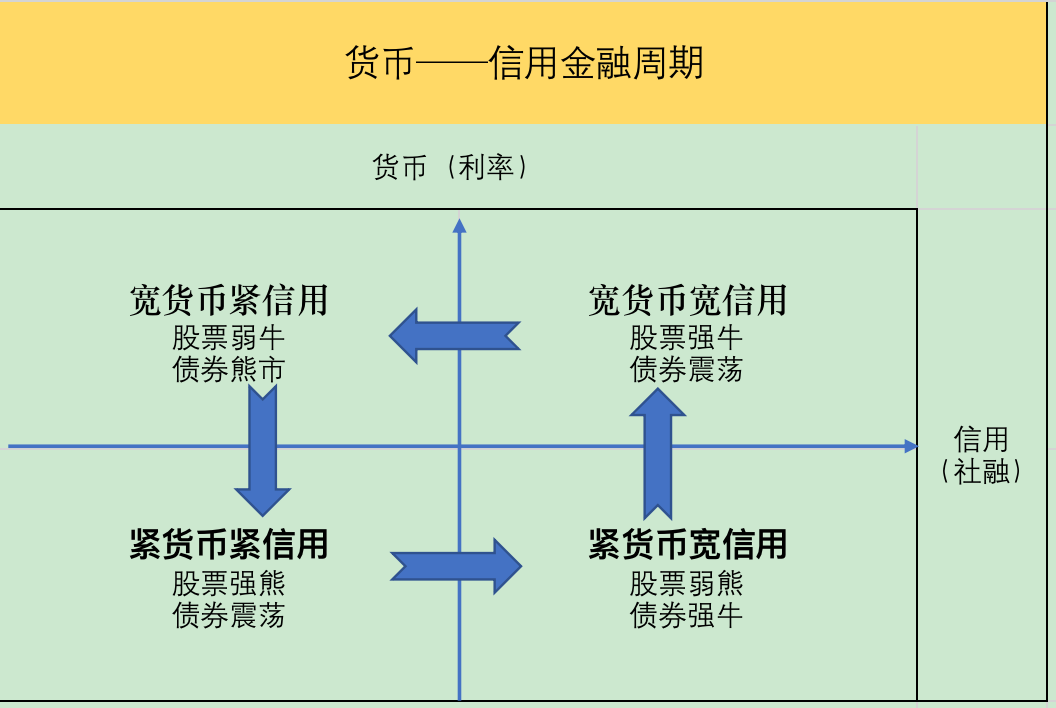 货币——信用金融周期
货币（利率）
宽货币紧信用
股票弱牛
债券熊市
宽货币宽信用
股票强牛
债券震荡
信用
（社融）
紧货币紧信用
股票强熊
债券震荡
紧货币宽信用
股票弱熊
债券强牛